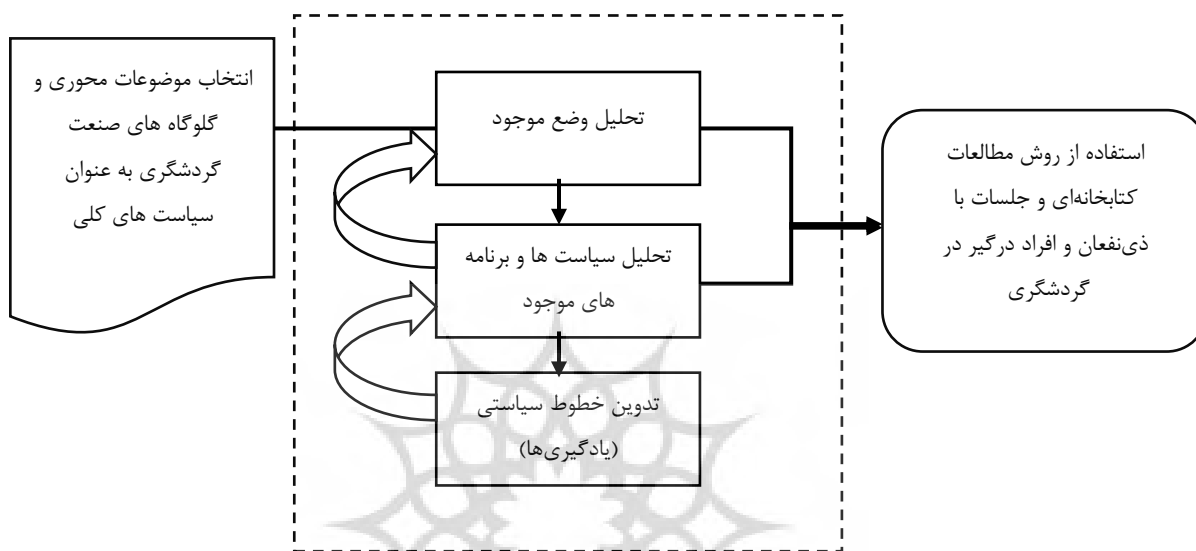 انتخاب موضوعات محوری و
گلوگاه های صنعت
گردشگری به عنوان
سیاست های کلی
تحلیل وضع موجود
تحلیل سیاست ها و برنامه
های موجود
تدوین خطوط سیاستی
(یادگیری‌ها)
استفاده از روش مطالعات
کتابخانه‌ای و جلسات با
ذی‌نفعان و افراد درگیر در
گردشگری